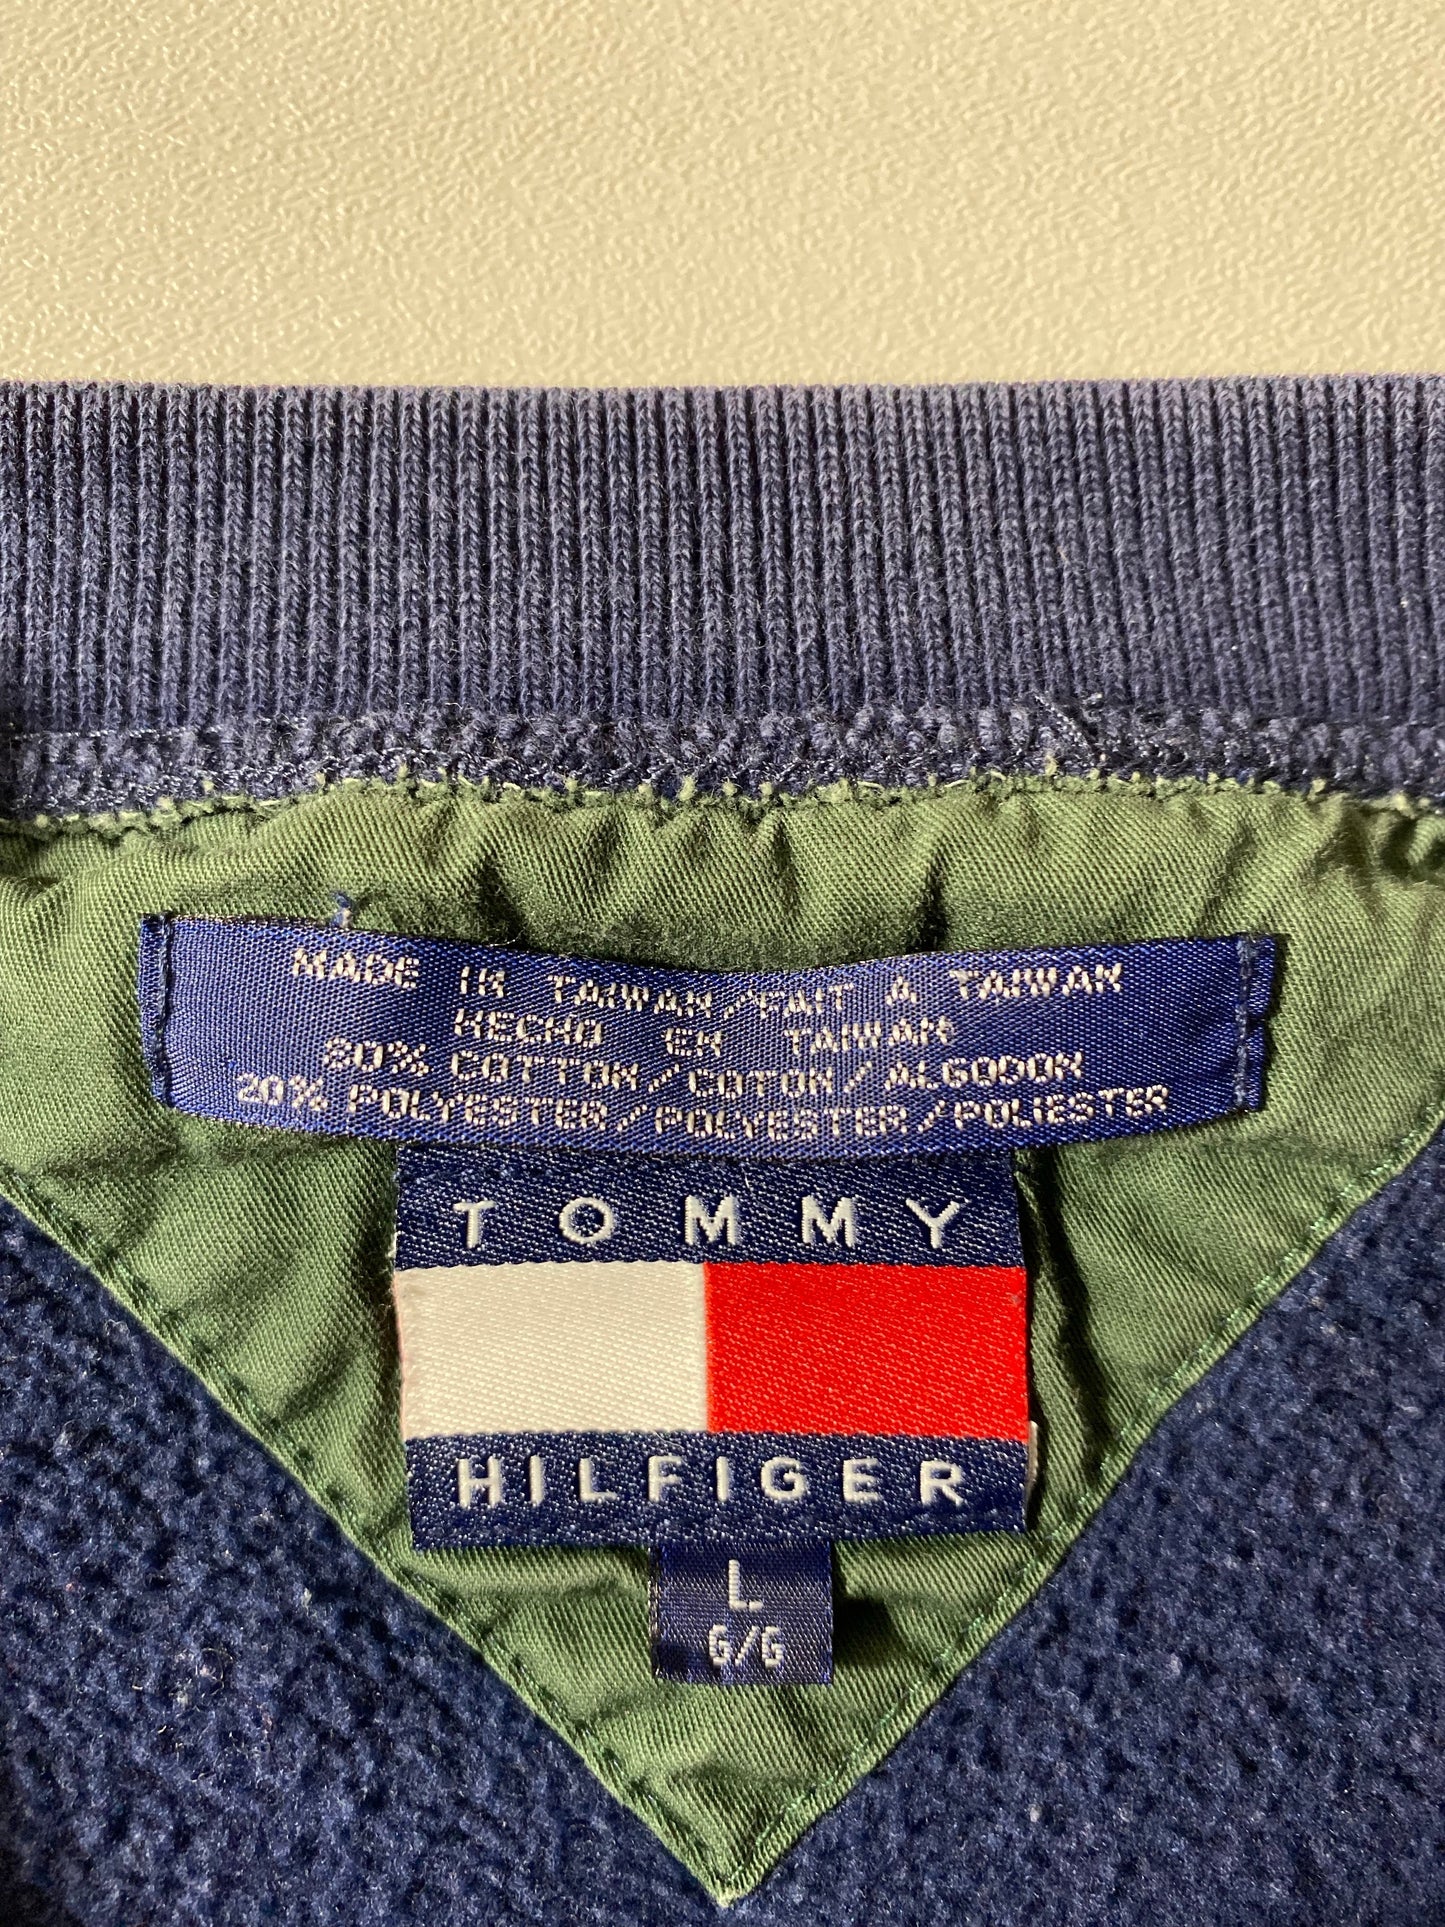 MADE IN TAIWAN/FAIT A TAIWAN
HECHO EN TAIWAN
80% COTTON/COTON/ALGODON
20% POLYESTER/POLYESTER/POLIESTER
TOMMY
HILFIGER
L
G/G